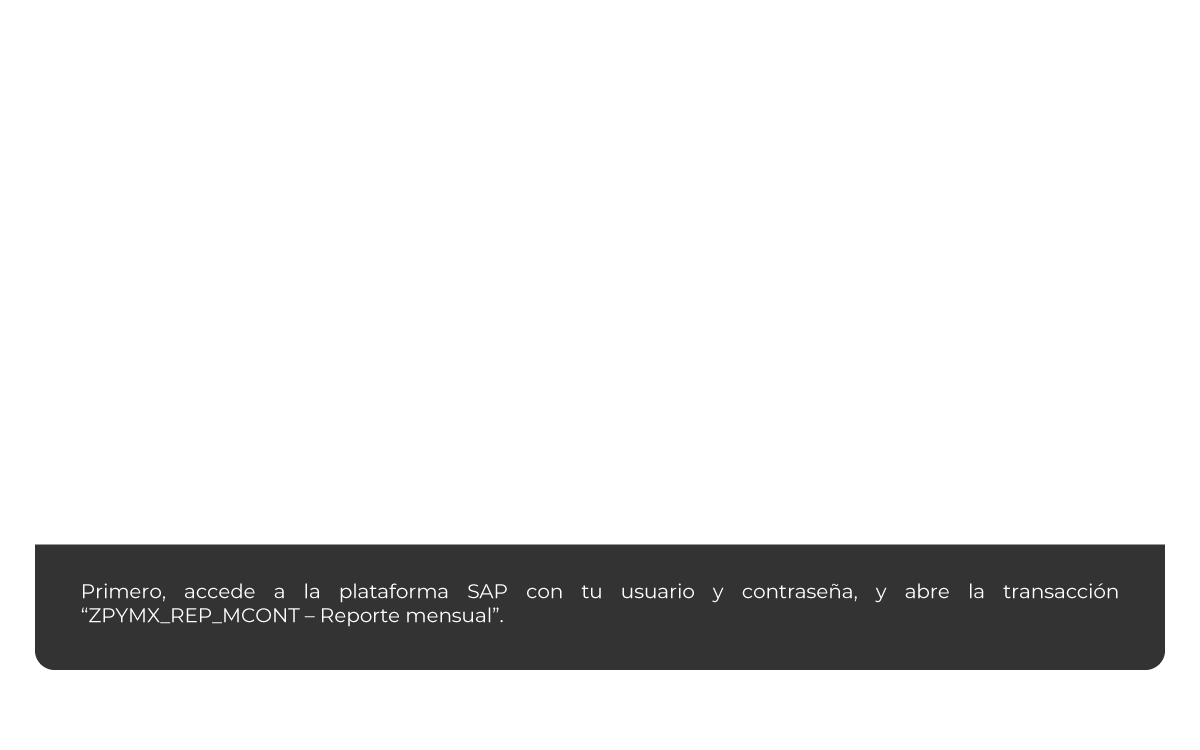 Primero, accede a la plataforma SAP con tu usuario y contraseña, y abre la transacción
“ZPYMX_REP_MCONT – Reporte mensual”.